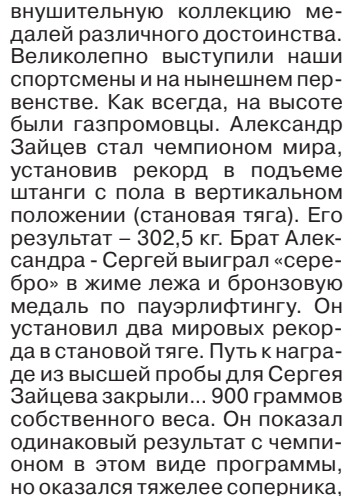 внушительную коллекцию ме-
далей различного достоинства.
Великолепно выступили наши
спортсмены и на нынешнем пер-
венстве. Как всегда, на высоте
были газпромовцы. Александр
Зайцев стал чемпионом мира,
установив рекорд в подъеме
штанги с пола в вертикальном
положении (становая тяга). Его
результат – 302,5 кг. Брат Алек-
сандра - Сергей выиграл «сере-
бро» в жиме лежа и бронзовую
медаль по пауэрлифтингу. Он
установил два мировых рекор-
да в становой тяге. Путь к награ-
де из высшей пробы для Сергея
Зайцева закрыли... 900 граммов
собственного веса. Он показал
одинаковый результат с чемпи-
оном в этом виде программы,
но оказался тяжелее соперника,